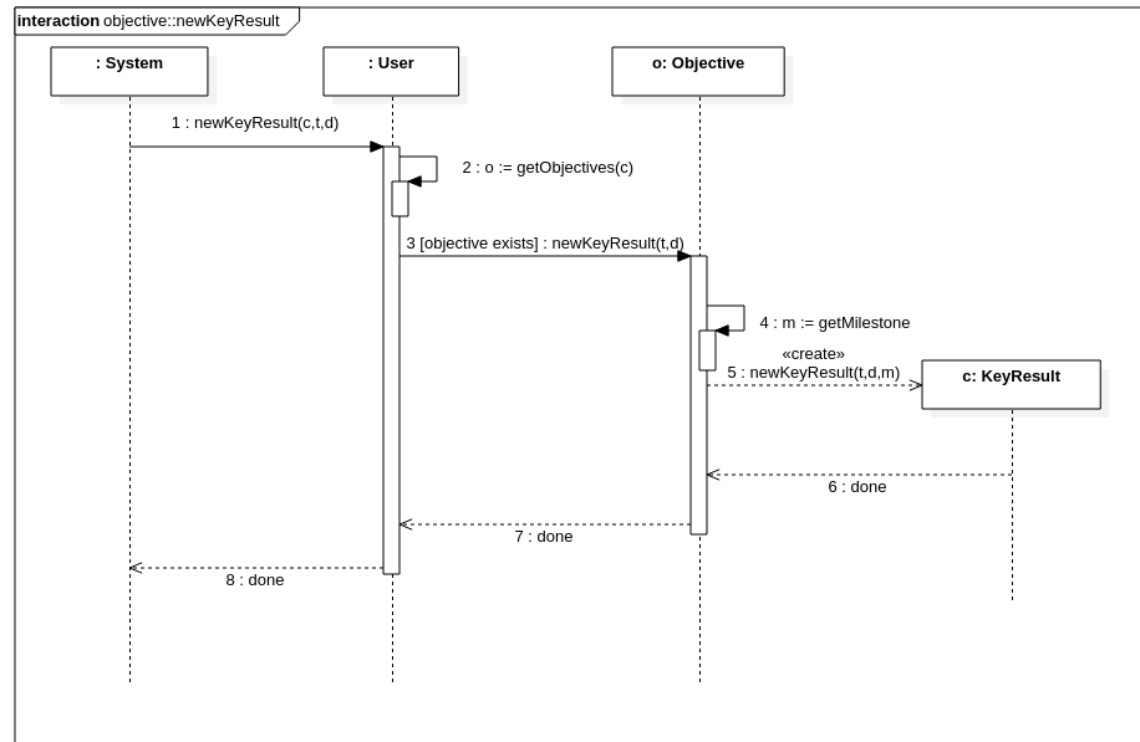 interaction objective::newKeyResult
: System
: User
o: Objective
1 : newKeyResult(c,t,d)
2 : o := getObjectives(c)
3 [objective exists] : newKeyResult(t,d)
4 : m := getMilestone
«create»
5 : newKeyResult(t,d,m)
c: KeyResult
6 : done
7 : done
8 : done